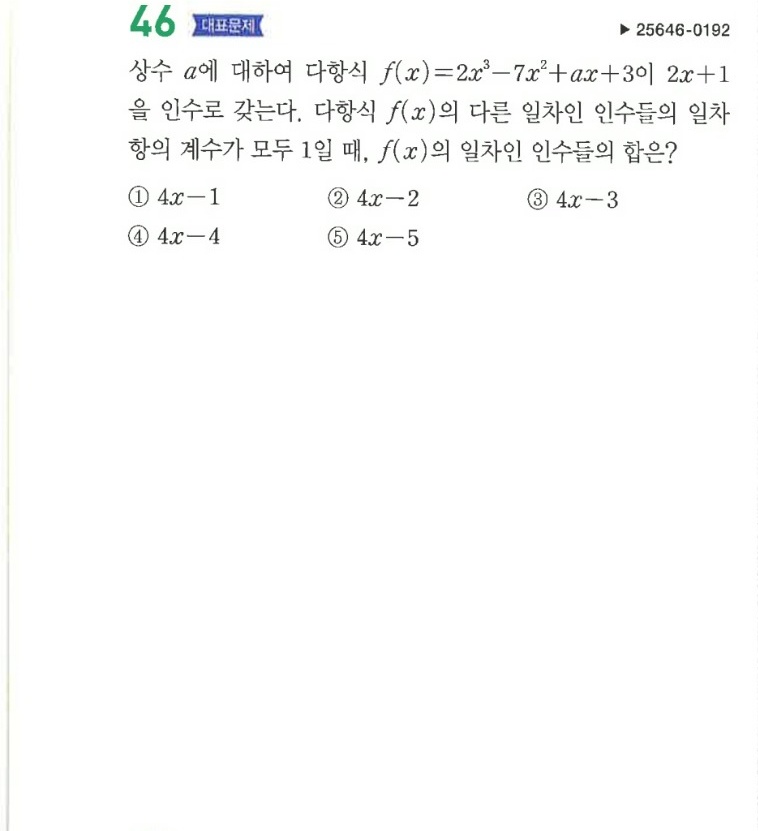 46 대표문제 ▶ 25646-0192
상수 a에 대하여 다항식 f(x)=2x³-7x²+ax+3이 2x+1
을 인수로 갖는다. 다항식 f(x)의 다른 일차인 인수들의 일차
항의 계수가 모두 1일 때, f(x)의 일차인 인수들의 합은?
① 4x-1 ② 4x-2 ③ 4x-3
④ 4x-4 ⑤ 4x-5